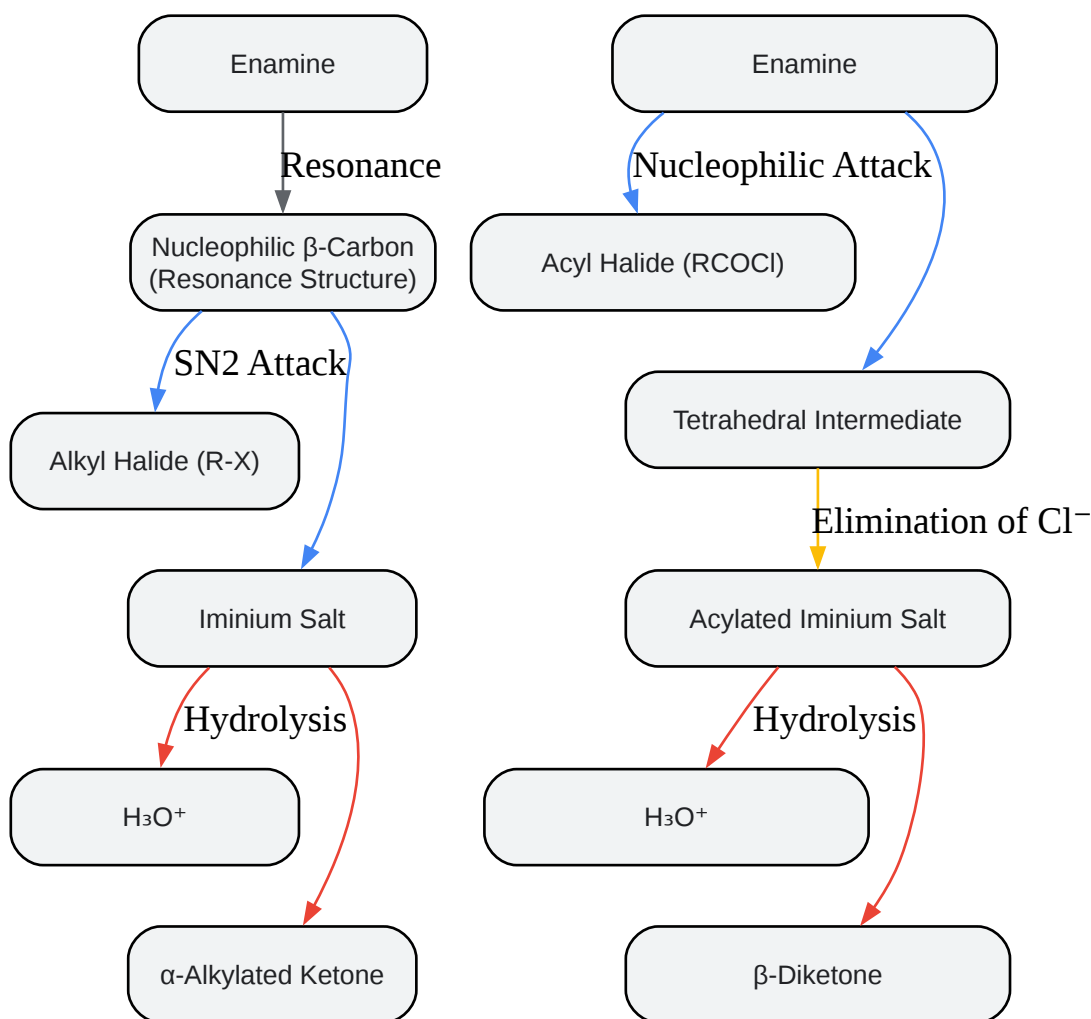 Enamine
Resonance
Nucleophilic β-Carbon
(Resonance Structure)
SN2 Attack
Alkyl Halide (R-X)
Iminium Salt
Hydrolysis
H₃O⁺
α-Alkylated Ketone
Enamine
Nucleophilic Attack
Acyl Halide (RCOCl)
Tetrahedral Intermediate
Elimination of Cl⁻
Acylated Iminium Salt
Hydrolysis
H₃O⁺
β-Diketone